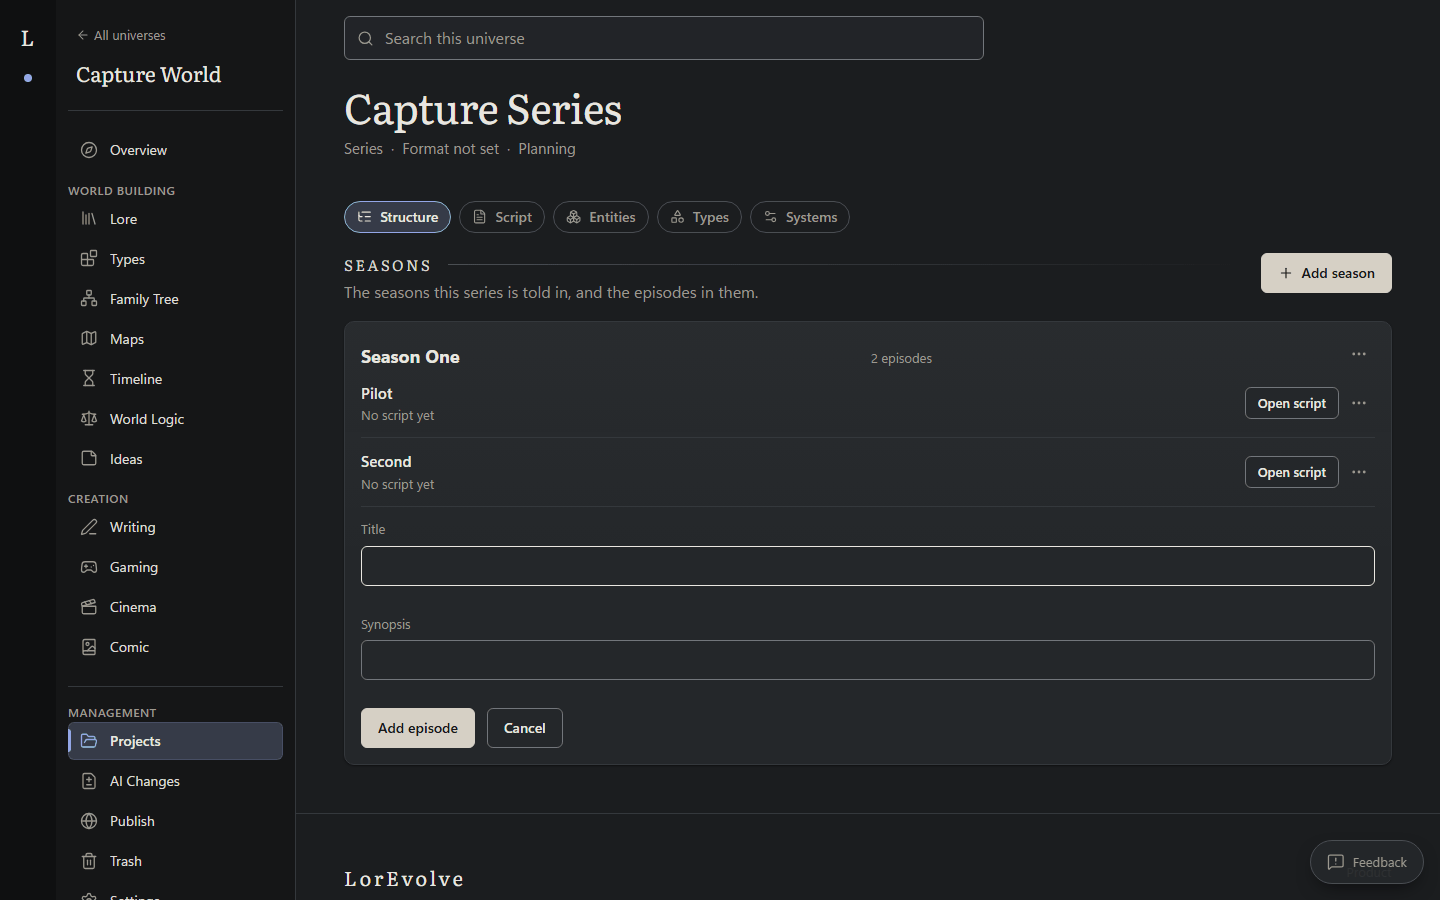 L
All universes
Capture World
Overview
WORLD BUILDING
Lore
Types
Family Tree
Maps
Timeline
World Logic
Ideas
CREATION
Writing
Gaming
Cinema
Comic
MANAGEMENT
Projects
AI Changes
Publish
Trash
Settings
Search this universe
Capture Series
Series · Format not set · Planning
Structure Script Entities Types Systems
SEASONS
Add season
The seasons this series is told in, and the episodes in them.
Season One 2 episodes
Pilot
No script yet
Open script
Second
No script yet
Open script
Title
Synopsis
Add episode Cancel
LorEvolve
Feedback
Product